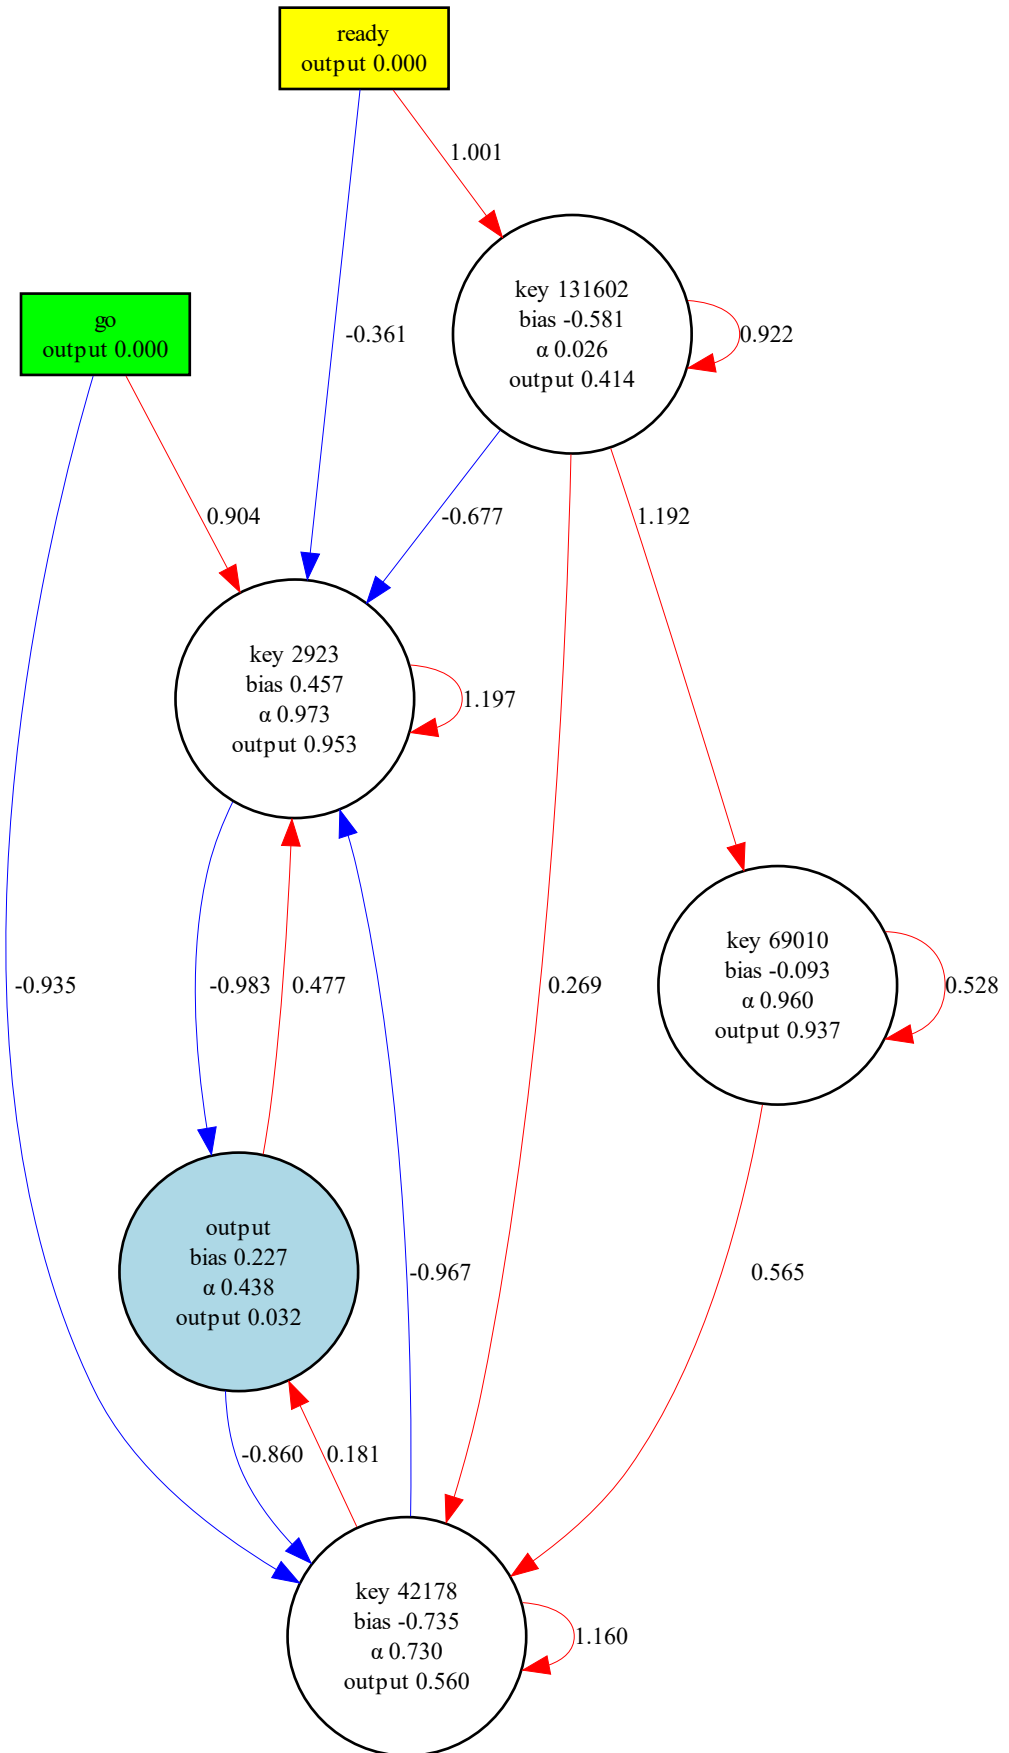 ready
output 0.000
1.001
key 131602
bias -0.581
α 0.026
output 0.414
0.922
-0.361
go
output 0.000
0.904
-0.677
1.192
key 2923
bias 0.457
α 0.973
output 0.953
1.197
key 69010
bias -0.093
α 0.960
output 0.937
0.528
-0.935
-0.983
0.477
0.269
output
bias 0.227
α 0.438
output 0.032
-0.967
0.565
-0.860
0.181
key 42178
bias -0.735
α 0.730
output 0.560
1.160